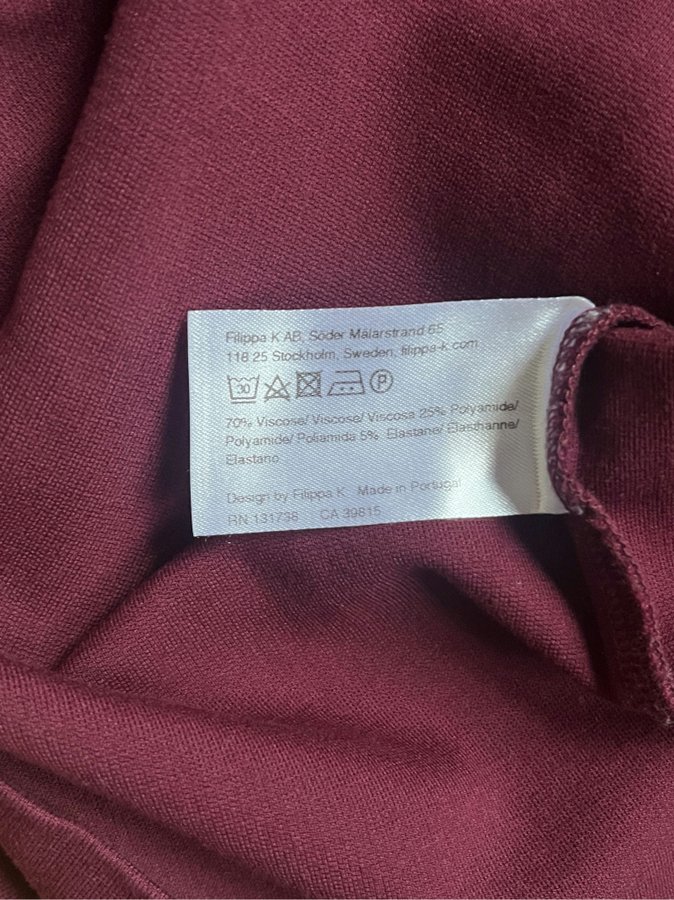 Filippa K AB, Söder Mälarstrand 65
118 25 Stockholm, Sweden, filippa-k.com
30 P
70% Viscose/ Viscose/ Viscosa 25% Polyamide/
Polyamide/ Poliamida 5% Elastane/ Elasthanne/
Elastano
Design by Filippa K Made in Portugal
RN 131738 CA 39815